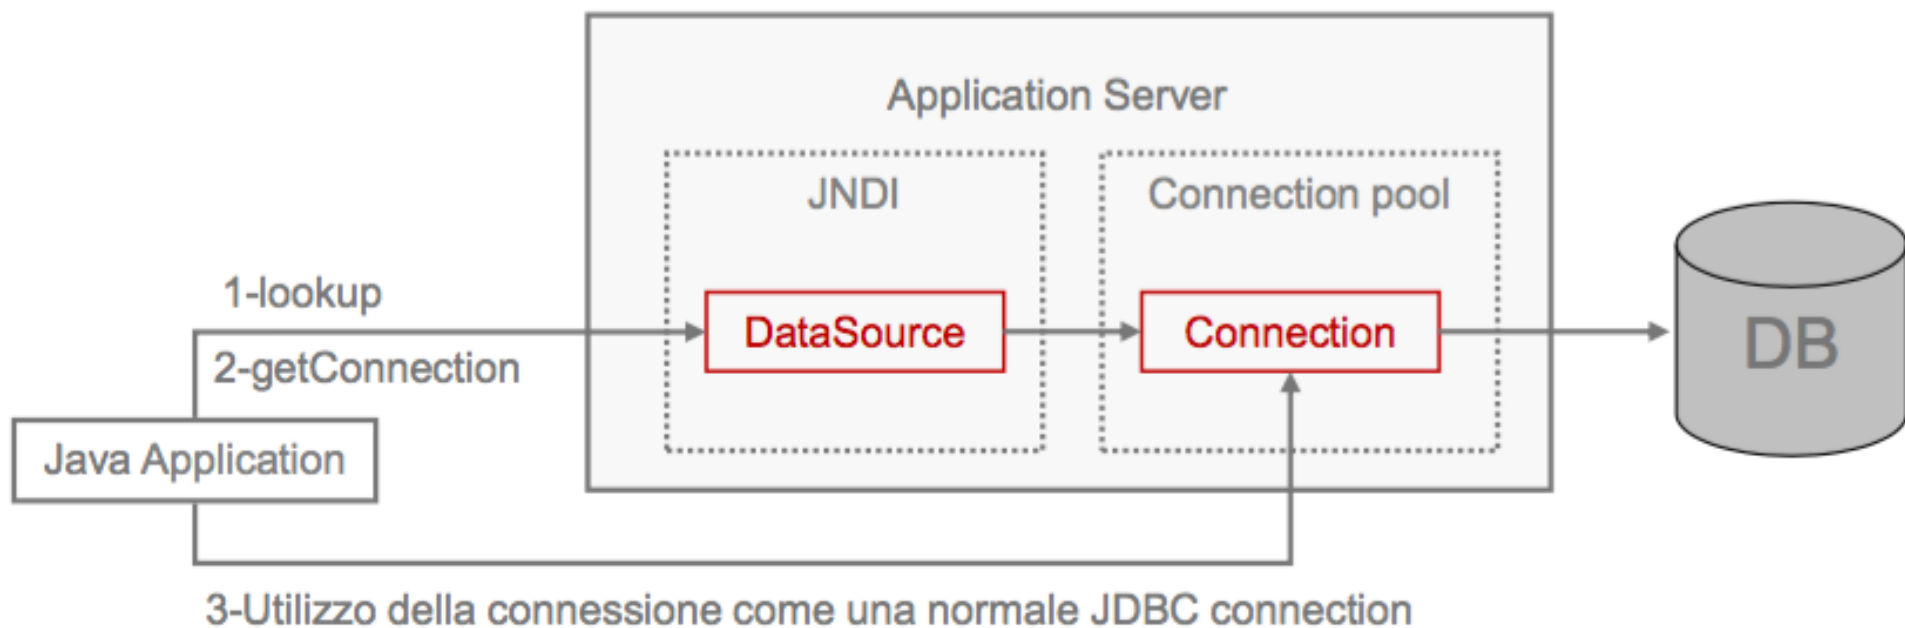 Application Server
JNDI
Connection pool
1-lookup
DataSource
Connection
DB
2-getConnection
Java Application
3-Utilizzo della connessione come una normale JDBC connection